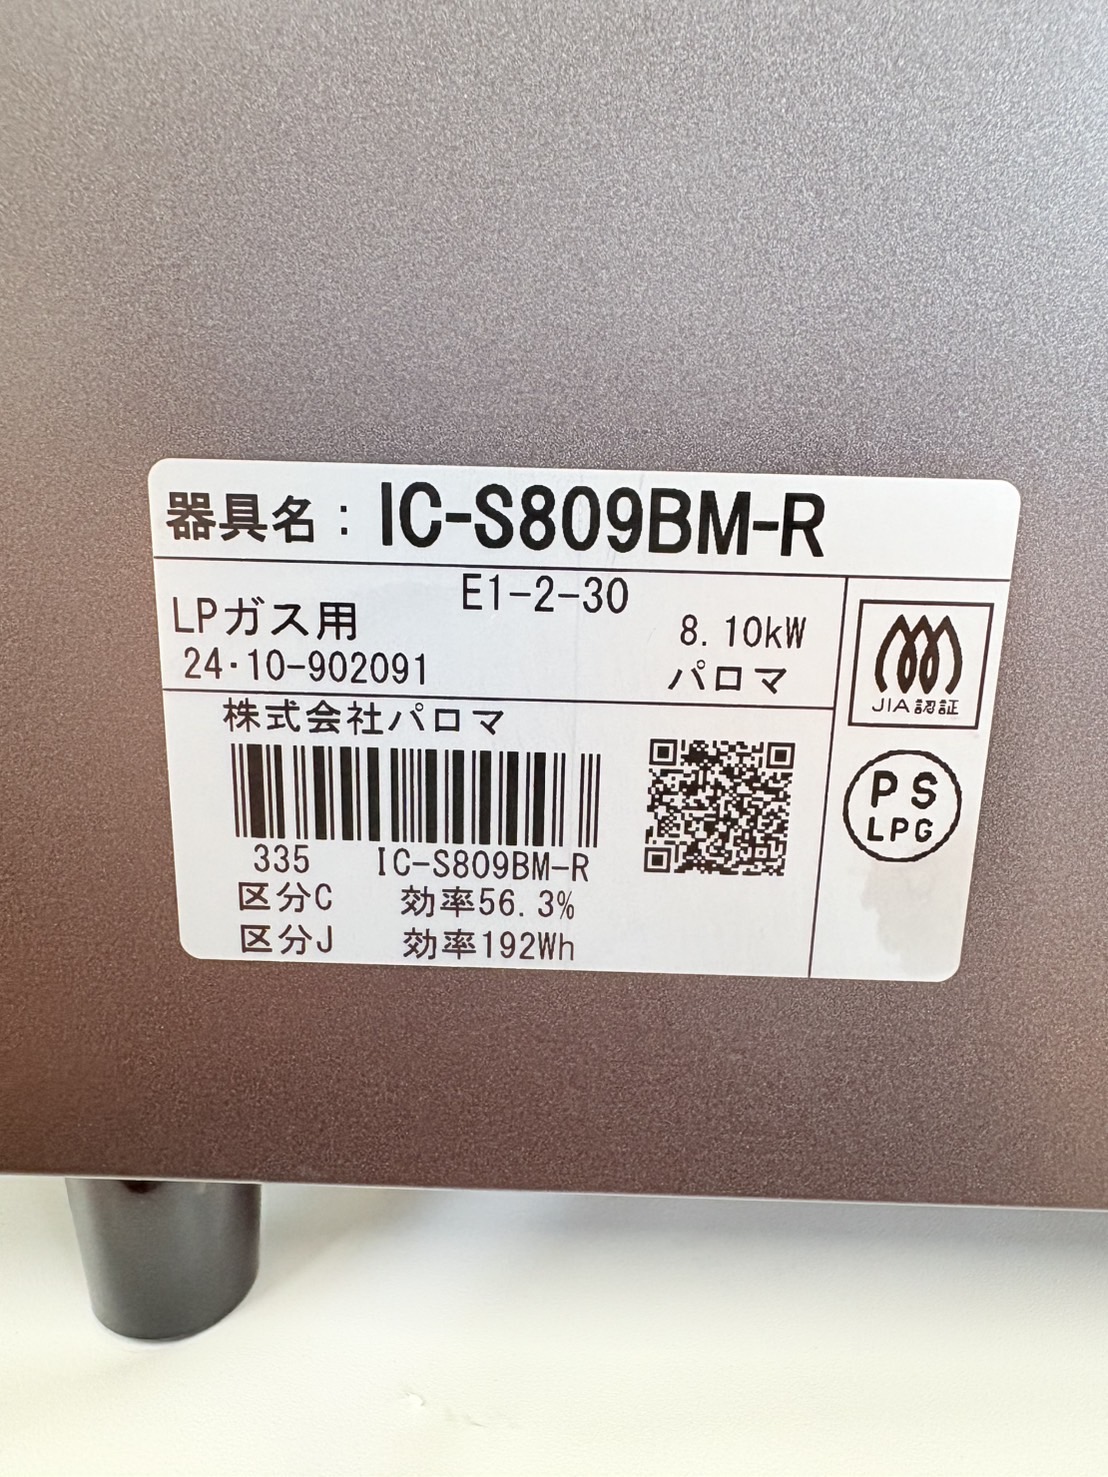 器具名：IC-S809BM-R
E1-2-30
LPガス用
8.10kW
24・10-902091
パロマ
JIA認証
株式会社パロマ
PS
LPG
335 IC-S809BM-R
区分C 効率56.3%
区分J 効率192Wh